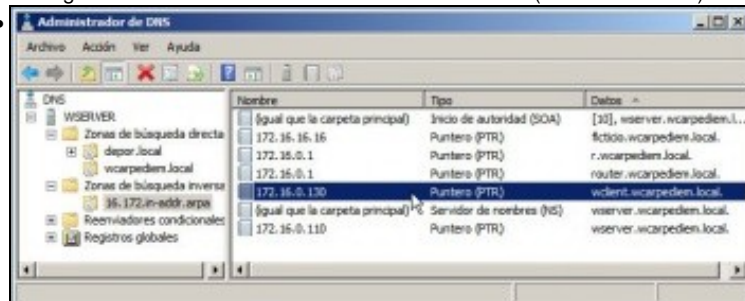 Administrador de DNS
Archivo Acción Ver Ayuda
DNS
WSERVER
Zonas de búsqueda directa
depor.local
wcarpediem.local
Zonas de búsqueda inversa
16.172.in-addr.arpa
Reenviadores condicionales
Registros globales
Nombre Tipo Datos
(igual que la carpeta principal) Inicio de autoridad (SOA) [10], wserver.wcarpediem.l...
172.16.16.16 Puntero (PTR) ficticio.wcarpediem.local.
172.16.0.1 Puntero (PTR) r.wcarpediem.local.
172.16.0.1 Puntero (PTR) router.wcarpediem.local.
172.16.0.130 Puntero (PTR) wclient.wcarpediem.local.
(igual que la carpeta principal) Servidor de nombres (NS) wserver.wcarpediem.local.
172.16.0.110 Puntero (PTR) wserver.wcarpediem.local.